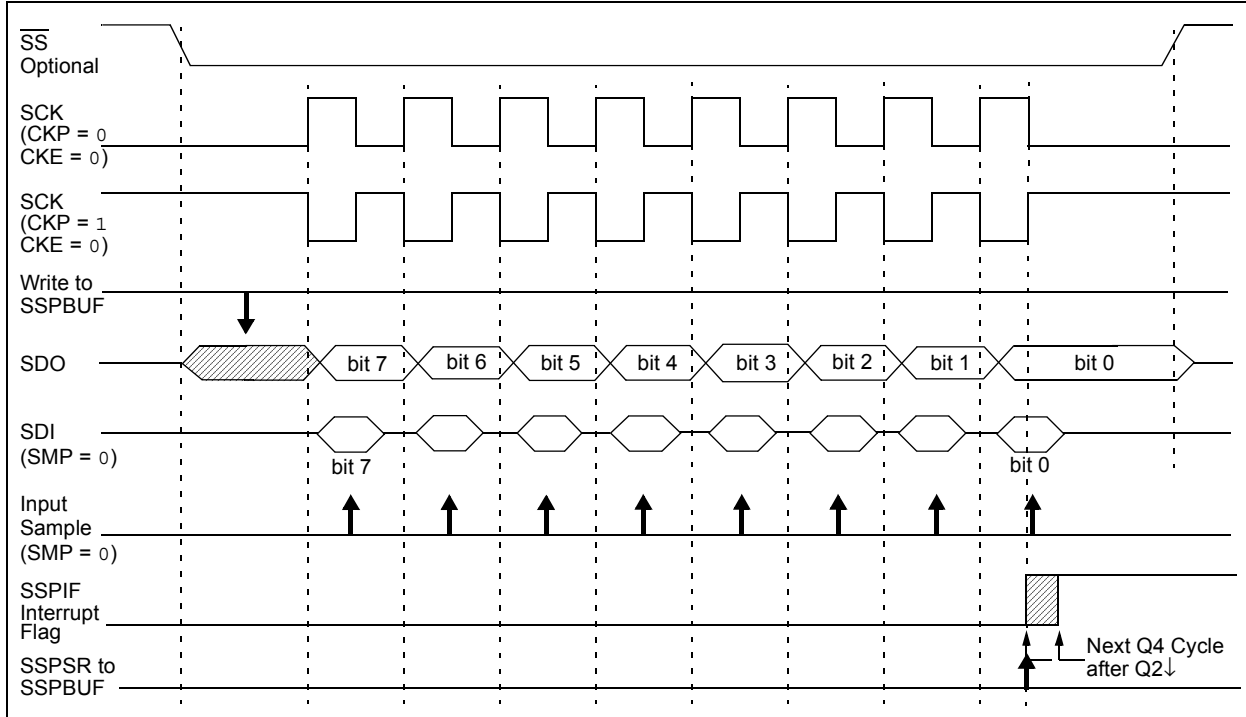 SS
Optional
SCK
(CKP = 0
CKE = 0)
SCK
(CKP = 1
CKE = 0)
Write to
SSPBUF
SDO
bit 7
bit 6
bit 5
bit 4
bit 3
bit 2
bit 1
bit 0
SDI
(SMP = 0)
bit 7
bit 0
Input
Sample
(SMP = 0)
SSPIF
Interrupt
Flag
Next Q4 Cycle
after Q2↓
SSPSR to
SSPBUF